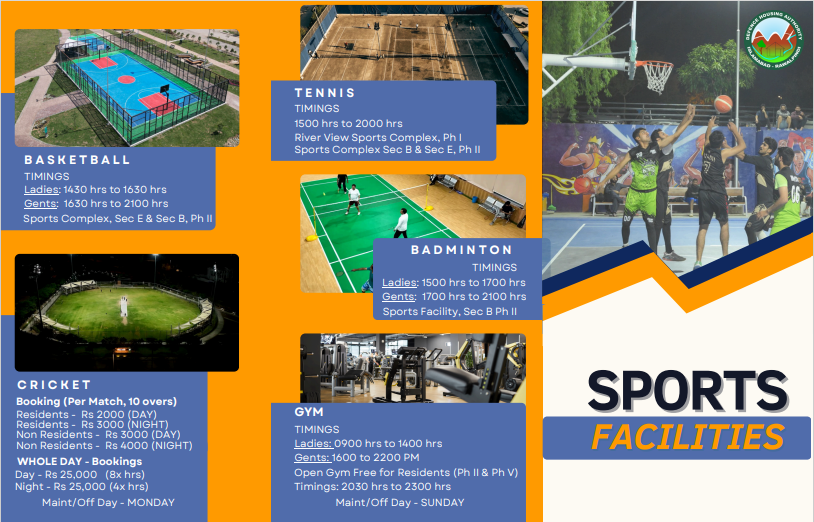 BASKETBALL
TIMINGS
Ladies: 1430 hrs to 1630 hrs
Gents: 1630 hrs to 2100 hrs
Sports Complex, Sec E & Sec B, Ph II
CRICKET
Booking (Per Match, 10 overs)
Residents - Rs 2000 (DAY)
Residents - Rs 3000 (NIGHT)
Non Residents - Rs 3000 (DAY)
Non Residents - Rs 4000 (NIGHT)
WHOLE DAY - Bookings
Day - Rs 25,000 (8x hrs)
Night - Rs 25,000 (4x hrs)
Maint/Off Day - MONDAY
TENNIS
TIMINGS
1500 hrs to 2000 hrs
River View Sports Complex, Ph I
Sports Complex Sec B & Sec E, Ph II
BADMINTON
TIMINGS
Ladies: 1500 hrs to 1700 hrs
Gents: 1700 hrs to 2100 hrs
Sports Facility, Sec B Ph II
GYM
TIMINGS
Ladies: 0900 hrs to 1400 hrs
Gents: 1600 to 2200 PM
Open Gym Free for Residents (Ph II & Ph V)
Timings: 2030 hrs to 2300 hrs
Maint/Off Day - SUNDAY
DEFENCE HOUSING AUTHORITY
ISLAMABAD - RAWALPINDI
SPORTS
FACILITIES